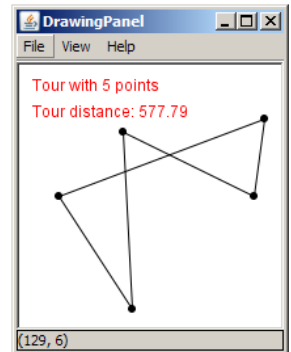 DrawingPanel
File View Help
Tour with 5 points
Tour distance: 577.79
(129, 6)